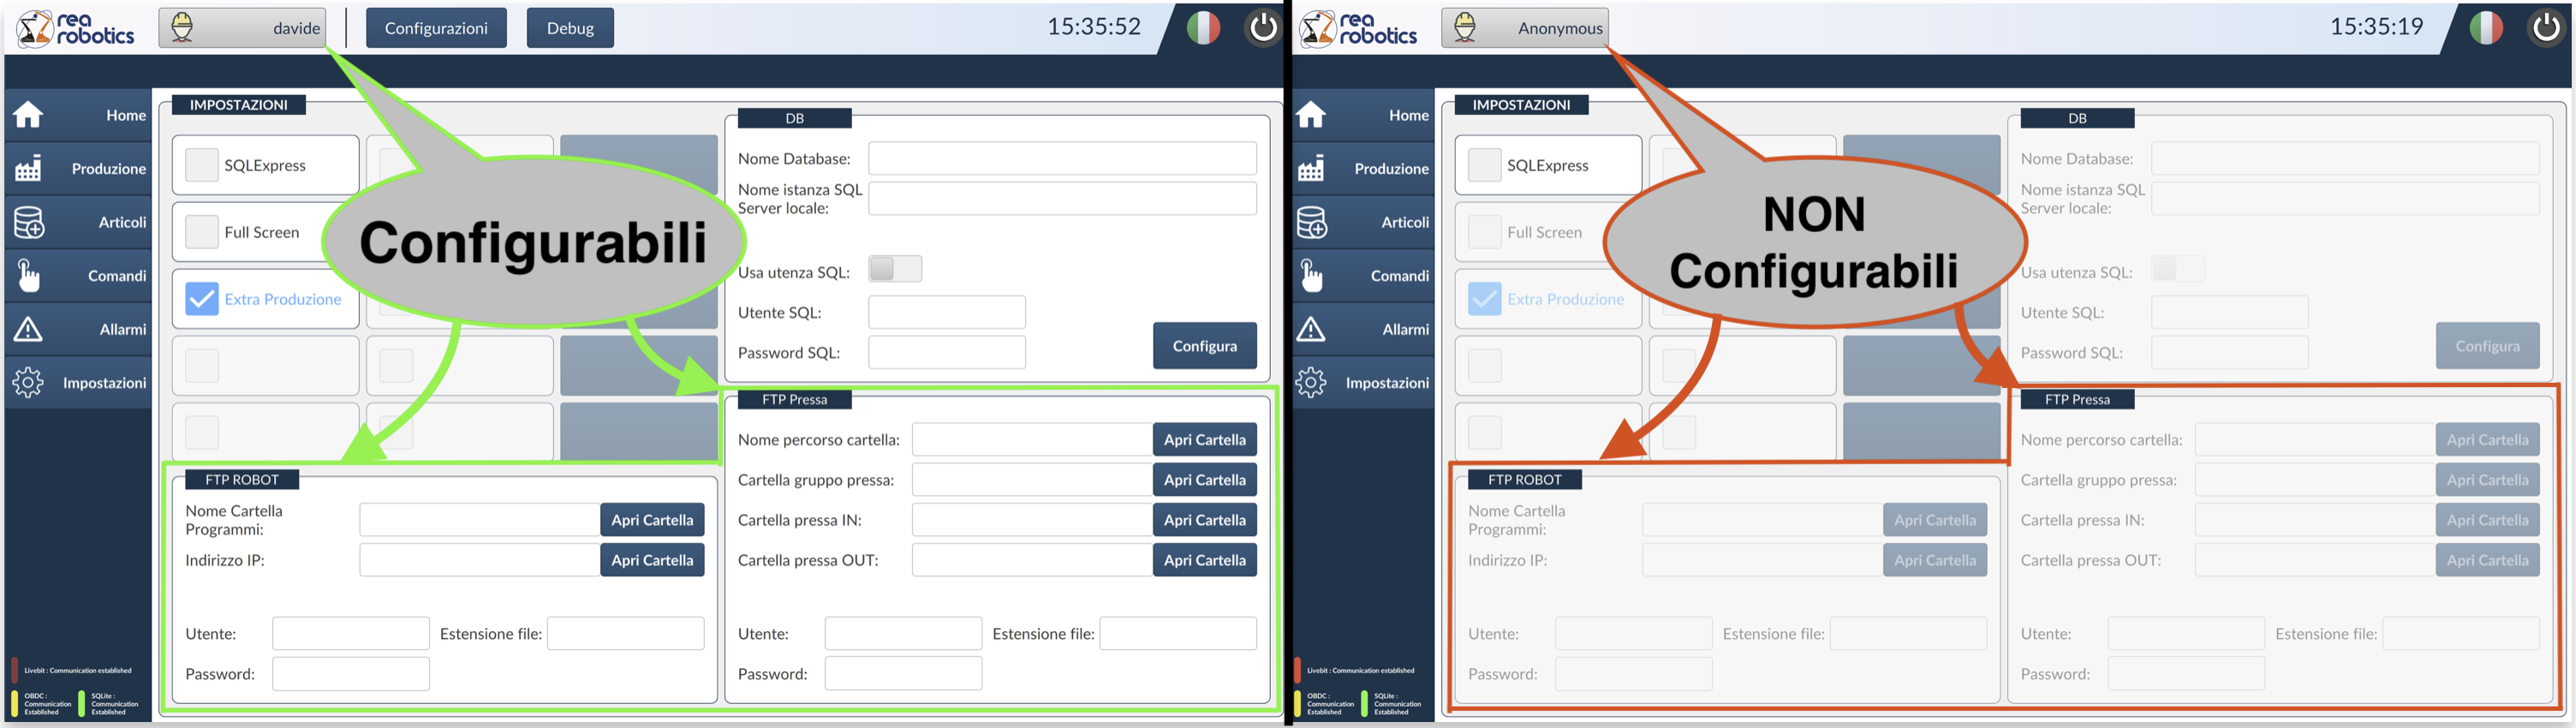 rea
robotics
davide
Configurazioni
Debug
15:35:52
Home
Produzione
Articoli
Comandi
Allarmi
Impostazioni
Livebit : Communication established
OBDC :
Communication
Established
SQLite :
Communication
Established
IMPOSTAZIONI
SQLExpress
Full Screen
Extra Produzione
Configurabili
DB
Nome Database:
Nome istanza SQL
Server locale:
Usa utenza SQL:
Utente SQL:
Password SQL:
Configura
FTP ROBOT
Nome Cartella
Programmi:
Apri Cartella
Indirizzo IP:
Apri Cartella
Utente:
Estensione file:
Password:
FTP Pressa
Nome percorso cartella:
Apri Cartella
Cartella gruppo pressa:
Apri Cartella
Cartella pressa IN:
Apri Cartella
Cartella pressa OUT:
Apri Cartella
Utente:
Estensione file:
Password:
rea
robotics
Anonymous
15:35:19
Home
Produzione
Articoli
Comandi
Allarmi
Impostazioni
Livebit : Communication established
OBDC :
Communication
Established
SQLite :
Communication
Established
IMPOSTAZIONI
SQLExpress
Full Screen
Extra Produzione
NON
Configurabili
DB
Nome Database:
Nome istanza SQL
Server locale:
Usa utenza SQL:
Utente SQL:
Password SQL:
Configura
FTP ROBOT
Nome Cartella
Programmi:
Apri Cartella
Indirizzo IP:
Apri Cartella
Utente:
Estensione file:
Password:
FTP Pressa
Nome percorso cartella:
Apri Cartella
Cartella gruppo pressa:
Apri Cartella
Cartella pressa IN:
Apri Cartella
Cartella pressa OUT:
Apri Cartella
Utente:
Estensione file:
Password: